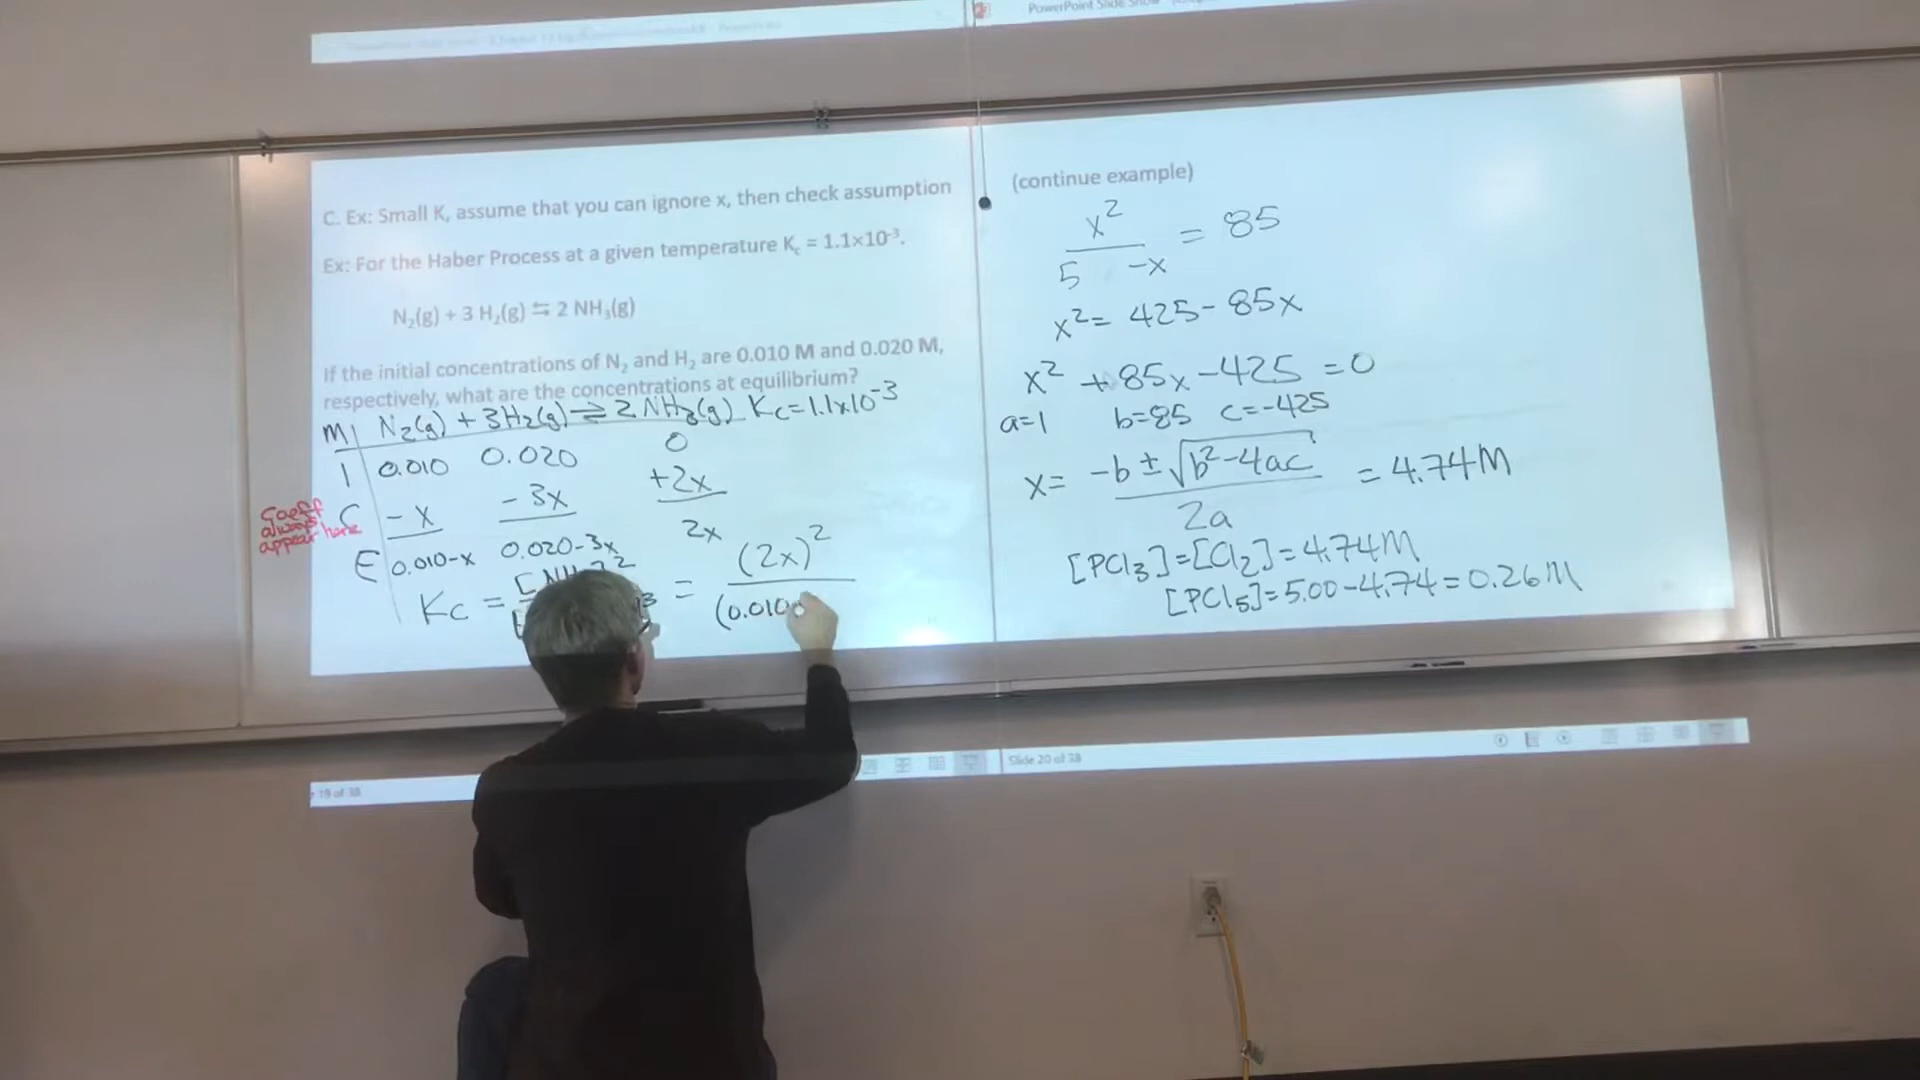 PowerPoint Slide Show
C. Ex: Small K, assume that you can ignore x, then check assumption
Ex: For the Haber Process at a given temperature Kc = 1.1×10⁻³.
N₂(g) + 3 H₂(g) ⇆ 2 NH₃(g)
If the initial concentrations of N₂ and H₂ are 0.010 M and 0.020 M,
respectively, what are the concentrations at equilibrium?
M N₂(g) + 3H₂(g) ⇌ 2 NH₃(g) Kc=1.1x10⁻³
I 0.010 0.020 0
Coeff
always
appear here
C -x -3x +2x
E 0.010-x 0.020-3x 2x
Kc = = (2x)²
(0.010
19 of 38
(continue example)
x²
5 -x
= 85
x² = 425 - 85x
x² + 85x - 425 = 0
a=1 b=85 c=-425
x = -b ± √b²-4ac = 4.74M
2a
[PCl₃]=[Cl₂]=4.74M
[PCl₅]=5.00-4.74=0.26M
Slide 20 of 38